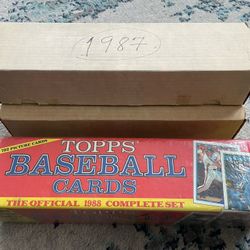 1987
792 PICTURE CARDS
TOPPS
BASEBALL
CARDS
THE OFFICIAL 1988 COMPLETE SET